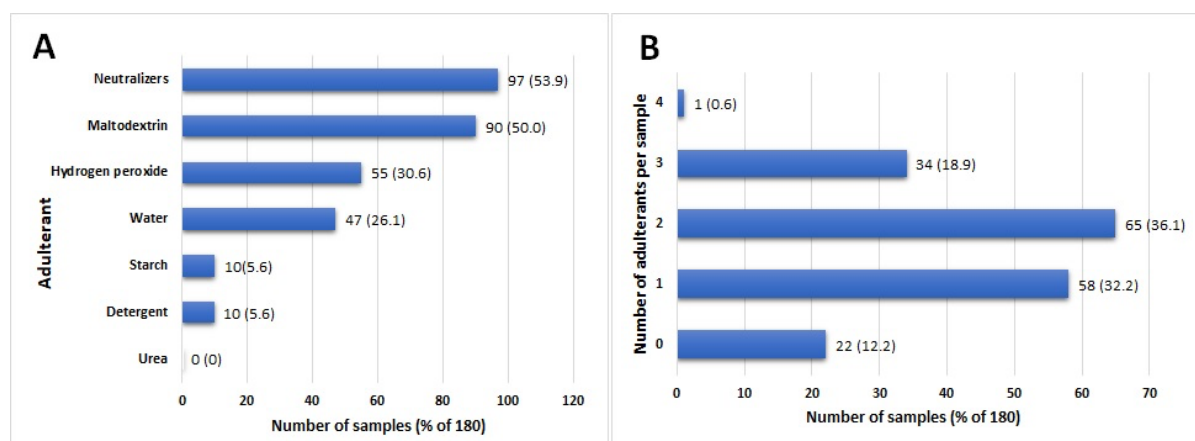 A
Adulterant
Neutralizers
97 (53.9)
Maltodextrin
90 (50.0)
Hydrogen peroxide
55 (30.6)
Water
47 (26.1)
Starch
10(5.6)
Detergent
10 (5.6)
Urea
0 (0)
0 20 40 60 80 100 120
Number of samples (% of 180)
B
Number of adulterants per sample
4
1 (0.6)
3
34 (18.9)
2
65 (36.1)
1
58 (32.2)
0
22 (12.2)
0 10 20 30 40 50 60 70
Number of samples (% of 180)